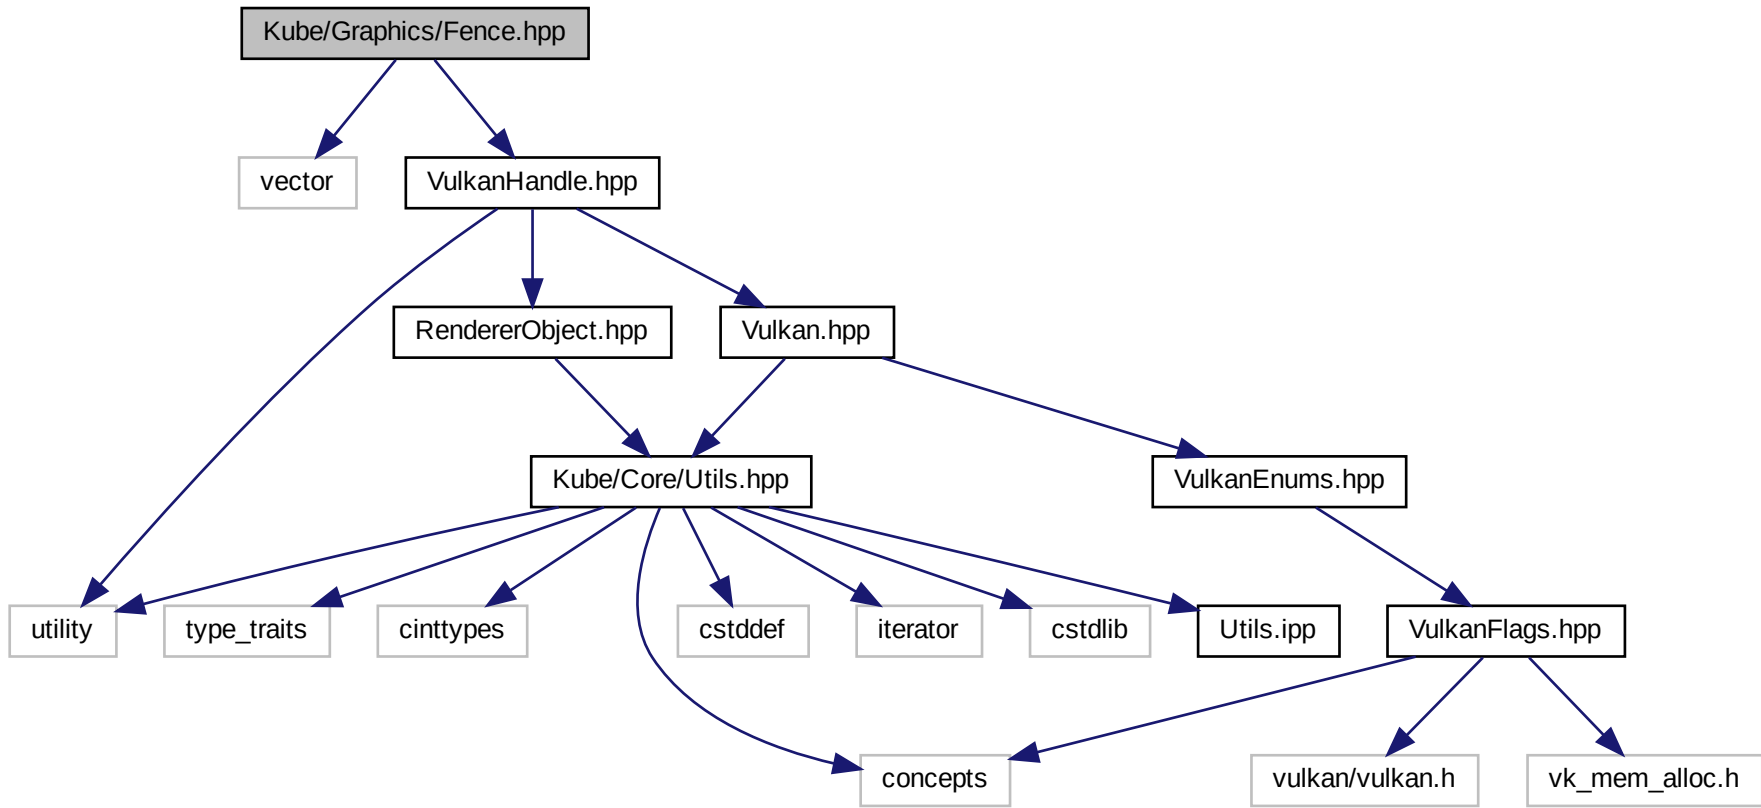 Kube/Graphics/Fence.hpp
vector
VulkanHandle.hpp
RendererObject.hpp
Vulkan.hpp
Kube/Core/Utils.hpp
VulkanEnums.hpp
utility
type_traits
cinttypes
cstddef
iterator
cstdlib
Utils.ipp
VulkanFlags.hpp
concepts
vulkan/vulkan.h
vk_mem_alloc.h